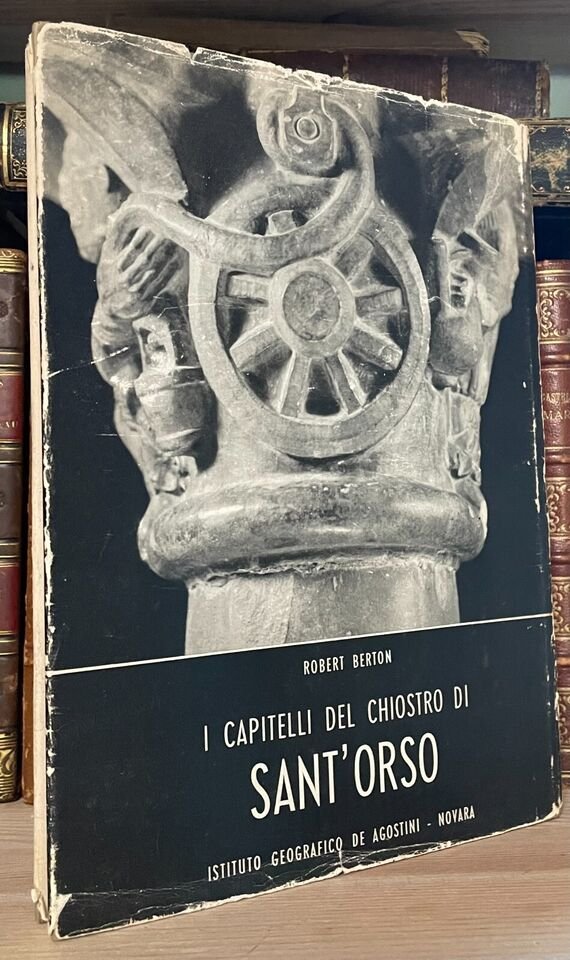 ROBERT BERTON
I CAPITELLI DEL CHIOSTRO DI
SANT'ORSO
ISTITUTO GEOGRAFICO DE AGOSTINI - NOVARA